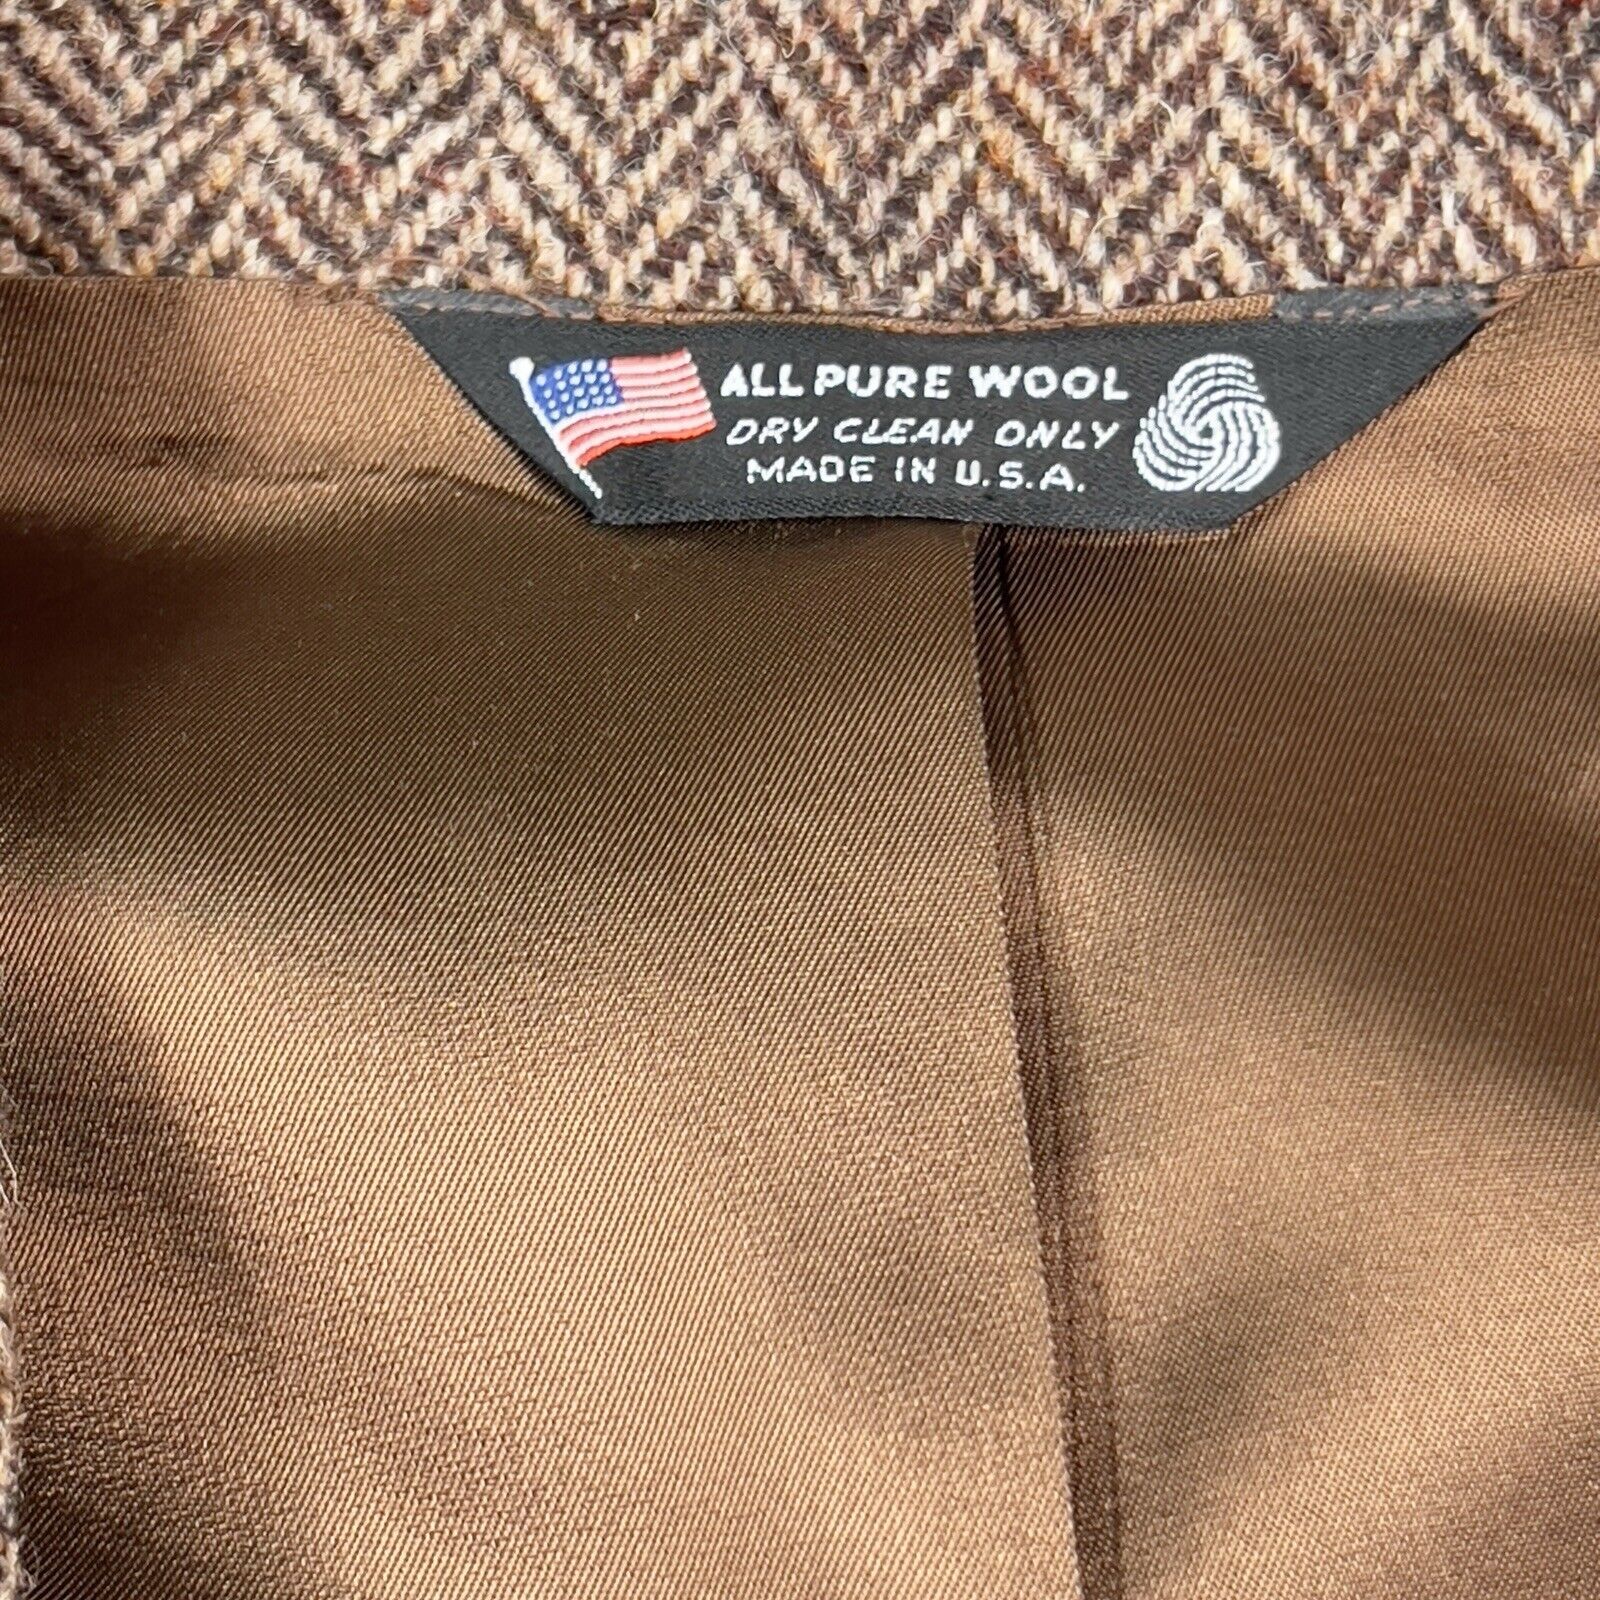 ALL PURE WOOL
DRY CLEAN ONLY
MADE IN U.S.A.